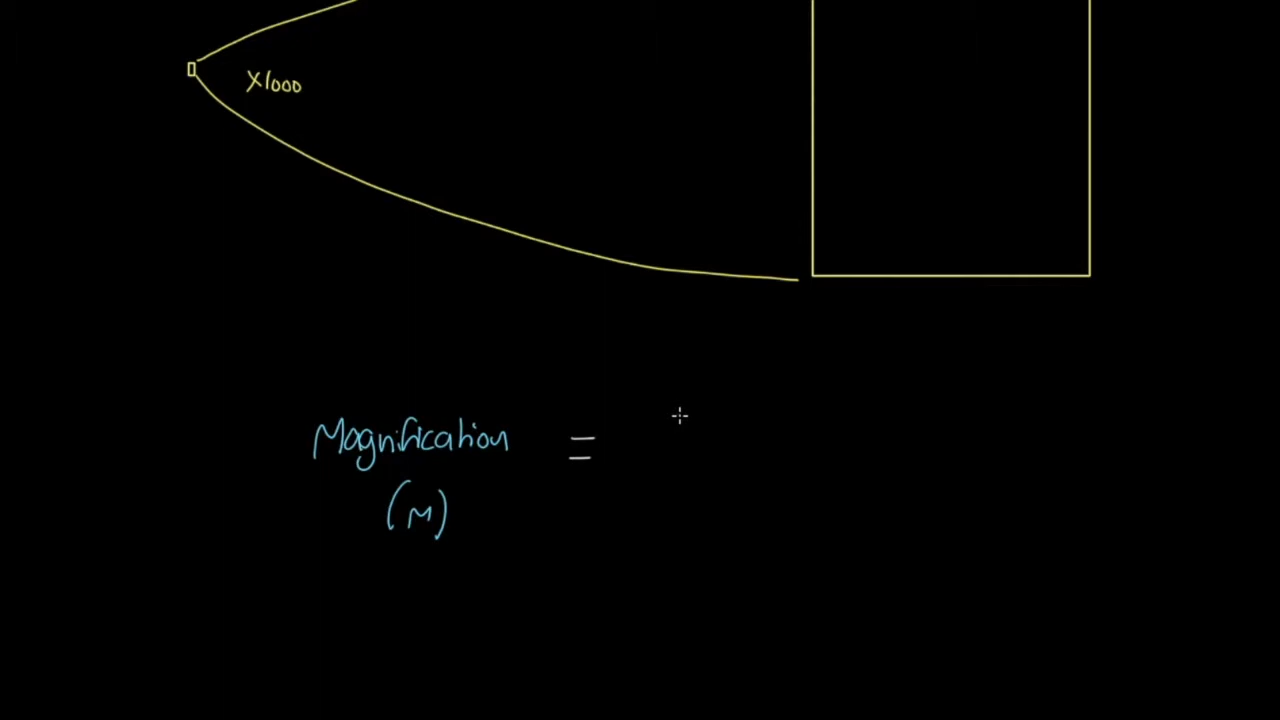 X1000
Magnification =
(M)